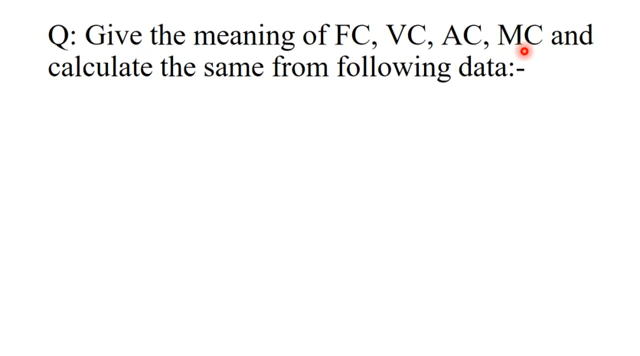 Q: Give the meaning of FC, VC, AC, MC and
calculate the same from following data:-